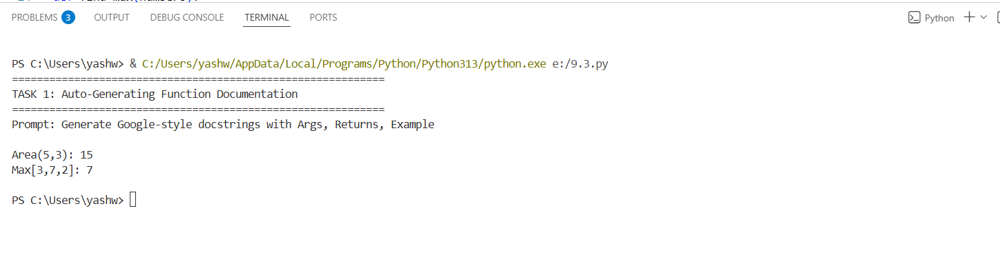 PROBLEMS 3 OUTPUT DEBUG CONSOLE TERMINAL PORTS Python
PS C:\Users\yashw> & C:/Users/yashw/AppData/Local/Programs/Python/Python313/python.exe e:/9.3.py
============================================================
TASK 1: Auto-Generating Function Documentation
============================================================
Prompt: Generate Google-style docstrings with Args, Returns, Example
Area(5,3): 15
Max[3,7,2]: 7
PS C:\Users\yashw>